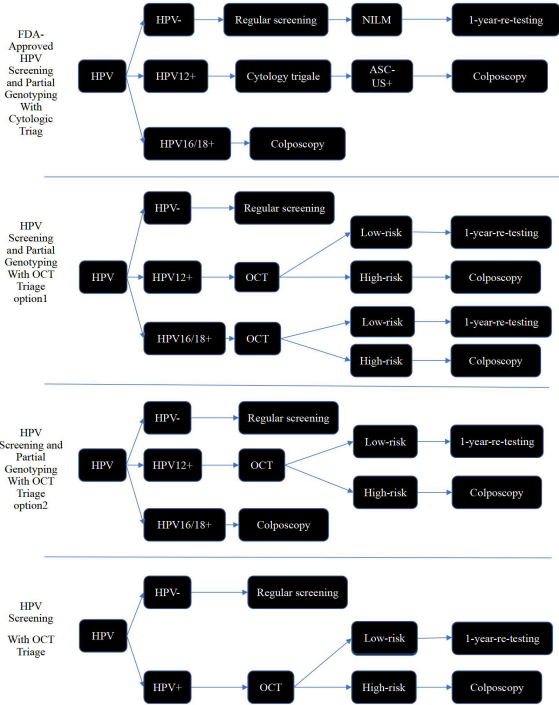 FDA-
Approved
HPV
Screening
and Partial
Genotyping
With
Cytologic
Triag
HPV
HPV-
Regular screening
NILM
1-year-re-testing
HPV12+
Cytology trigale
ASC-
US+
Colposcopy
HPV16/18+
Colposcopy
HPV
Screening
and Partial
Genotyping
With OCT
Triage
option1
HPV
HPV-
Regular screening
HPV12+
OCT
Low-risk
1-year-re-testing
High-risk
Colposcopy
HPV16/18+
OCT
Low-risk
1-year-re-testing
High-risk
Colposcopy
HPV
Screening and
Partial
Genotyping
With OCT
Triage
option2
HPV
HPV-
Regular screening
HPV12+
OCT
Low-risk
1-year-re-testing
High-risk
Colposcopy
HPV16/18+
Colposcopy
HPV
Screening
With OCT
Triage
HPV
HPV-
Regular screening
HPV+
OCT
Low-risk
1-year-re-testing
High-risk
Colposcopy